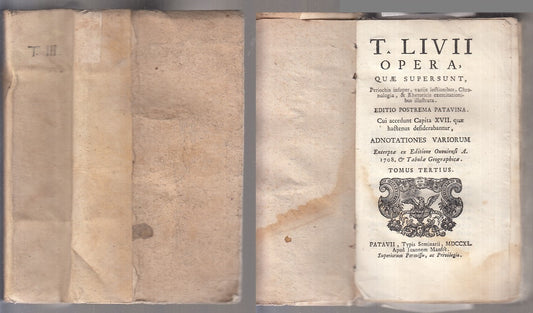 T. III
T. LIVII
OPERA,
QUÆ SUPERSUNT,
Periochis insuper, variis lectionibus, Chro-
nologia, & Rhetoricis exercitationi-
bus illustrata.
EDITIO POSTREMA PATAVINA.
Cui accedunt Capita XVII. quæ
hactenus desiderabantur,
ADNOTATIONES VARIORUM
Excerptæ ex Editione Oxoniensi A.
1708. & Tabulæ Geographicæ.
TOMUS TERTIUS.
PATAVII, Typis Seminarii, MDCCXL.
Apud Joannem Manfrè.
Superiorum Permissu, ac Privilegio.